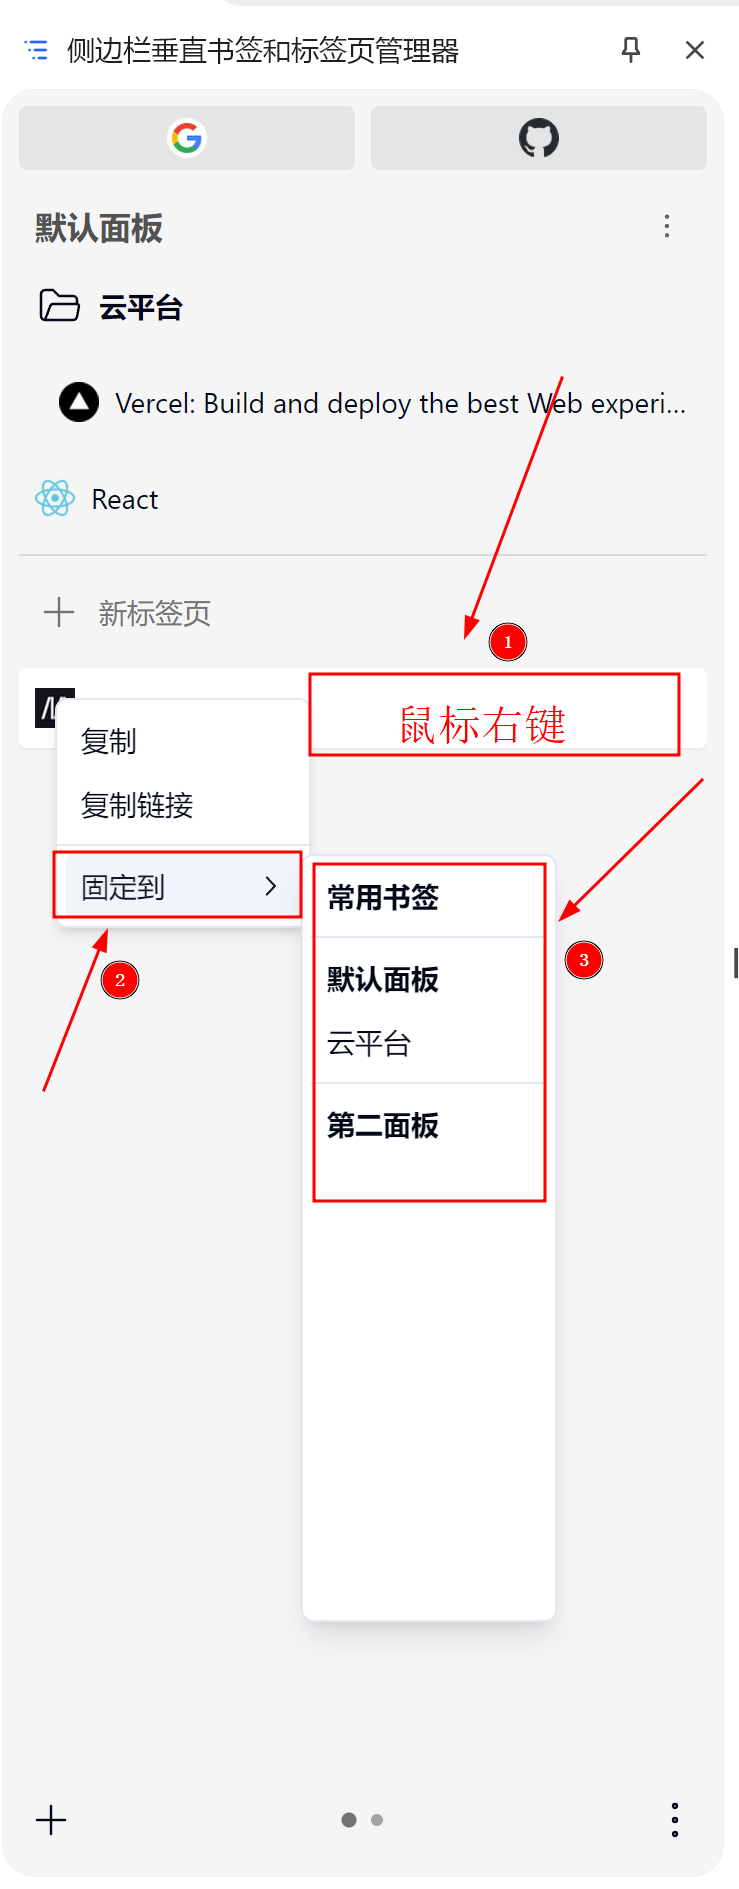 侧边栏垂直书签和标签页管理器
默认面板
云平台
Vercel: Build and deploy the best Web experi...
React
新标签页
1
鼠标右键
复制
复制链接
固定到
2
常用书签
3
默认面板
云平台
第二面板